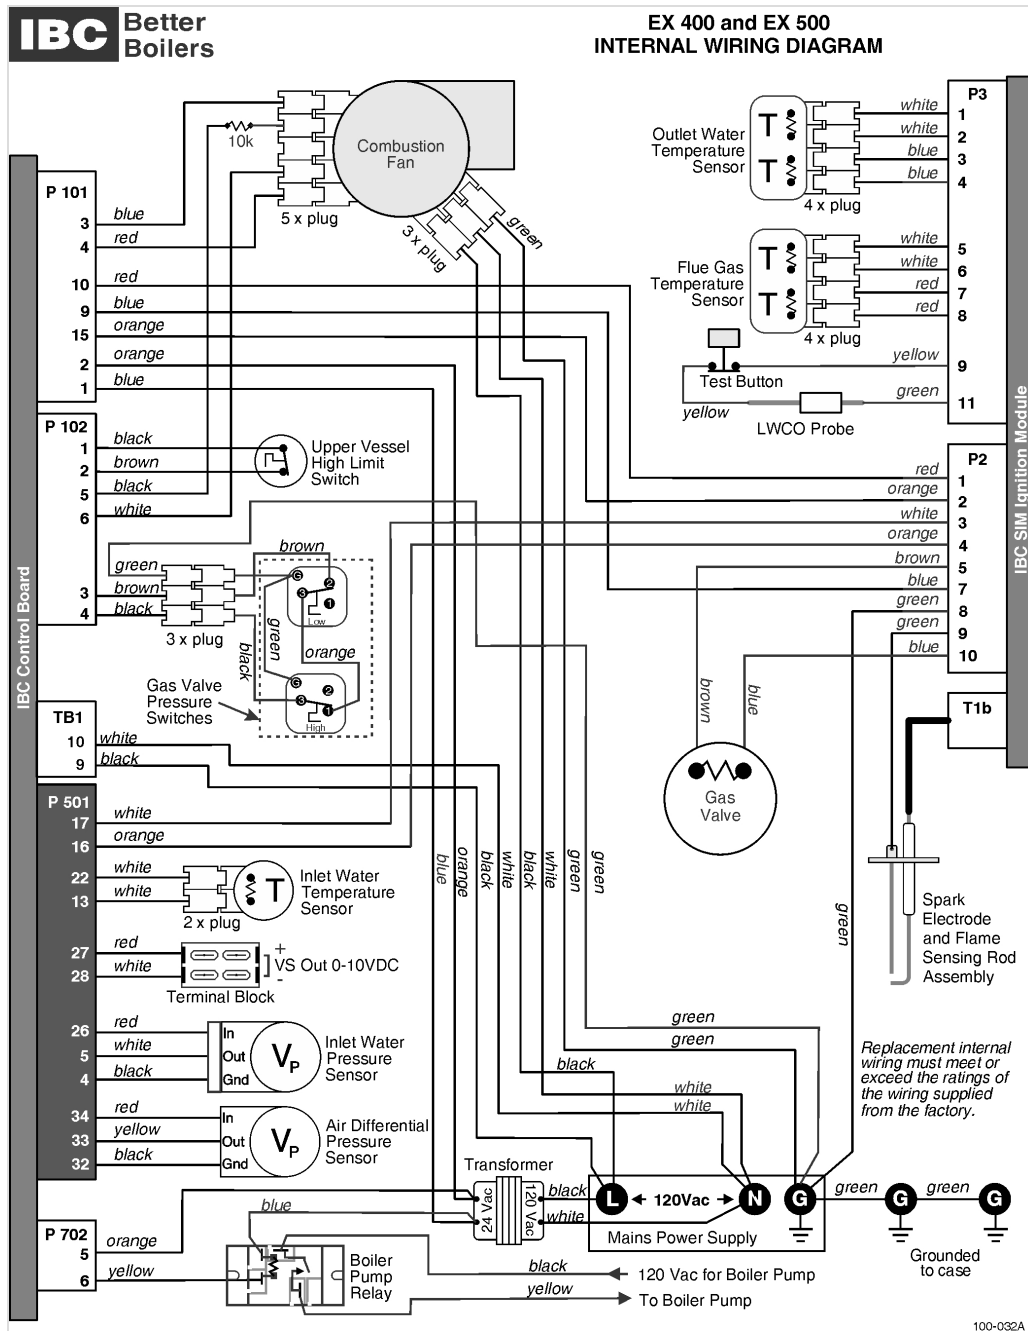 IBC Better Boilers
EX 400 and EX 500
INTERNAL WIRING DIAGRAM
IBC Control Board
P 101
3 blue
4 red
10 red
9 blue
15 orange
2 orange
1 blue
10k
5 x plug
Combustion
Fan
3 x plug
green
P 102
1 black
2 brown
5 black
6 white
Upper Vessel
High Limit
Switch
green
3 brown
4 black
3 x plug
brown
G
2
3
1
Low
green
orange
black
G
2
3
1
High
Gas Valve
Pressure
Switches
TB1
10 white
9 black
P 501
17 white
16 orange
22 white
13 white
2 x plug
T
Inlet Water
Temperature
Sensor
27 red
28 white
+
VS Out 0-10VDC
-
Terminal Block
26 red
5 white
4 black
In
Out
Gnd
VP
Inlet Water
Pressure
Sensor
34 red
33 yellow
32 black
In
Out
Gnd
VP
Air Differential
Pressure
Sensor
P 702
5 orange
6 yellow
blue
Boiler
Pump
Relay
Transformer
24 Vac
120 Vac
black
white
L
120Vac
N
G
Mains Power Supply
green
G
green
G
Grounded
to case
black
120 Vac for Boiler Pump
yellow
To Boiler Pump
blue
orange
black
white
black
white
green
green
green
green
black
white
white
green
Outlet Water
Temperature
Sensor
T
T
4 x plug
Flue Gas
Temperature
Sensor
T
T
4 x plug
Test Button
yellow
LWCO Probe
IBC SIM Ignition Module
P3
white 1
white 2
blue 3
blue 4
white 5
white 6
red 7
red 8
yellow 9
green 11
P2
red 1
orange 2
white 3
orange 4
brown 5
blue 7
green 8
green 9
blue 10
T1b
brown
blue
Gas
Valve
Spark
Electrode
and Flame
Sensing Rod
Assembly
Replacement internal
wiring must meet or
exceed the ratings of
the wiring supplied
from the factory.
100-032A